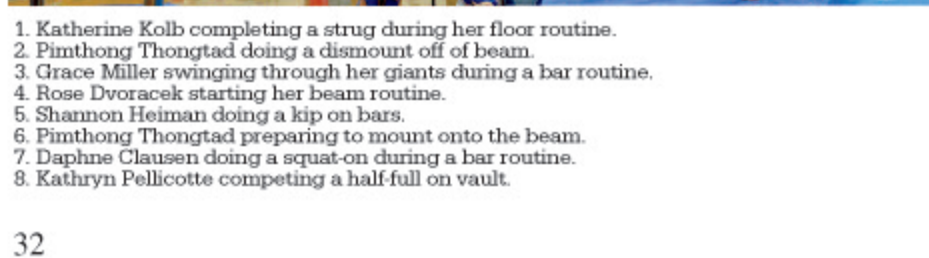 1. Katherine Kolb completing a strug during her floor routine.
2. Pimthong Thongtad doing a dismount off of beam.
3. Grace Miller swinging through her giants during a bar routine.
4. Rose Dvoracek starting her beam routine.
5. Shannon Heiman doing a kip on bars.
6. Pimthong Thongtad preparing to mount onto the beam.
7. Daphne Clausen doing a squat-on during a bar routine.
8. Kathryn Pellicotte competing a half-full on vault.
32